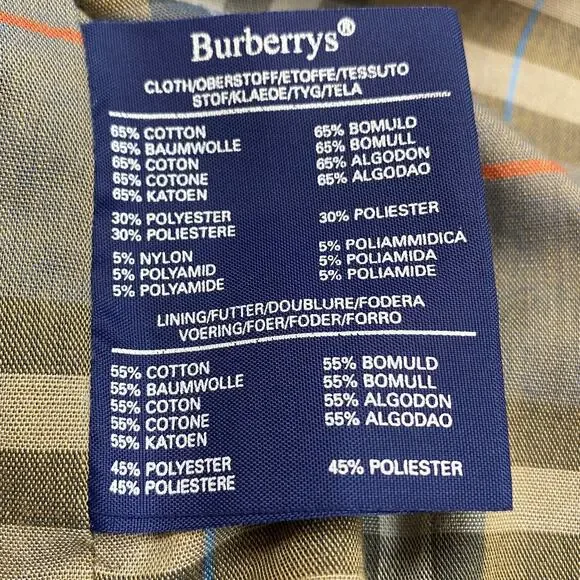 Burberrys®
CLOTH/OBERSTOFF/ETOFFE/TESSUTO
STOF/KLAEDE/TYG/TELA
65% COTTON
65% BAUMWOLLE
65% COTON
65% COTONE
65% KATOEN
65% BOMULD
65% BOMULL
65% ALGODON
65% ALGODAO
30% POLYESTER
30% POLIESTERE
30% POLIESTER
5% NYLON
5% POLYAMID
5% POLYAMIDE
5% POLIAMMIDICA
5% POLIAMIDA
5% POLIAMIDE
LINING/FUTTER/DOUBLURE/FODERA
VOERING/FOER/FODER/FORRO
55% COTTON
55% BAUMWOLLE
55% COTON
55% COTONE
55% KATOEN
55% BOMULD
55% BOMULL
55% ALGODON
55% ALGODAO
45% POLYESTER
45% POLIESTERE
45% POLIESTER